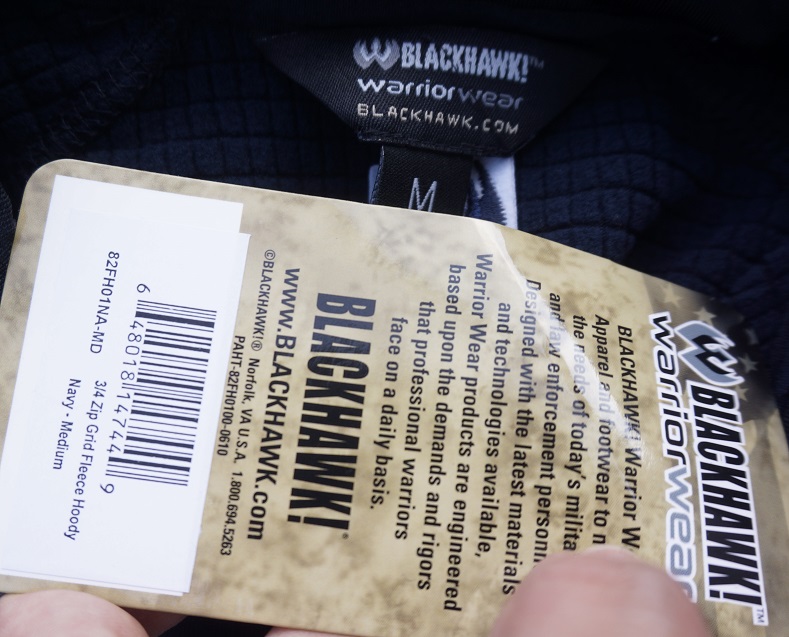 BLACKHAWK!™
warriorwear
BLACKHAWK.COM
M
BLACKHAWK!™
warriorwear
BLACKHAWK! Warrior W
Apparel and footwear to
the needs of today's milita
and law enforcement person
Designed with the latest materials
and technologies available,
Warrior Wear products are engineered
based upon the demands and rigors
that professional warriors
face on a daily basis.
BLACKHAWK!®
www.BLACKHAWK.com
©BLACKHAWK!® Norfolk, VA U.S.A. 1.800.694.5263
PAHT-82FH0100-0610
6 48018 14744 9
82FH01NA-MD 3/4 Zip Grid Fleece Hoody
Navy - Medium